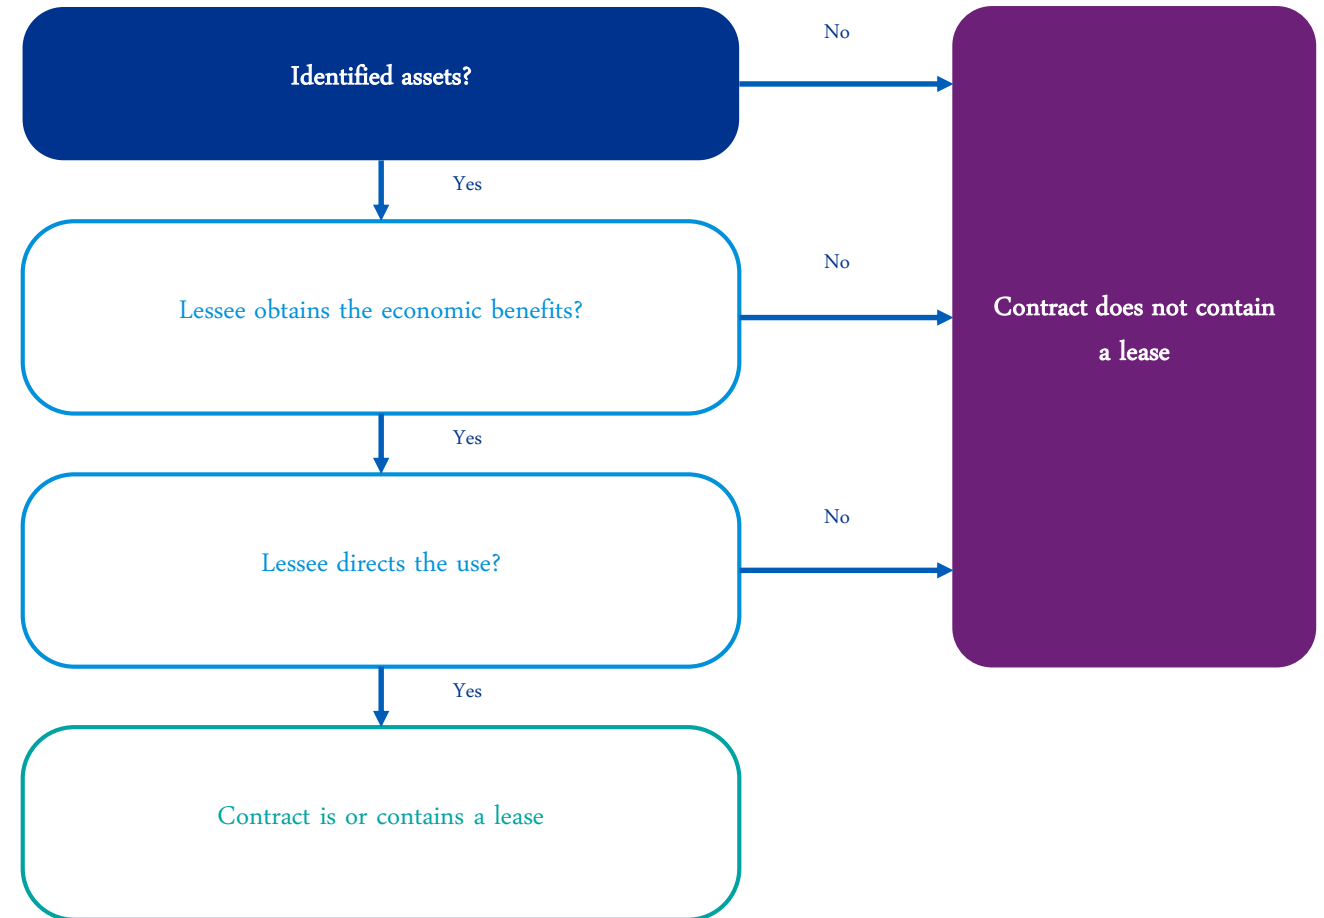 Identified assets?
No
Yes
Lessee obtains the economic benefits?
No
Contract does not contain
a lease
Yes
Lessee directs the use?
No
Yes
Contract is or contains a lease